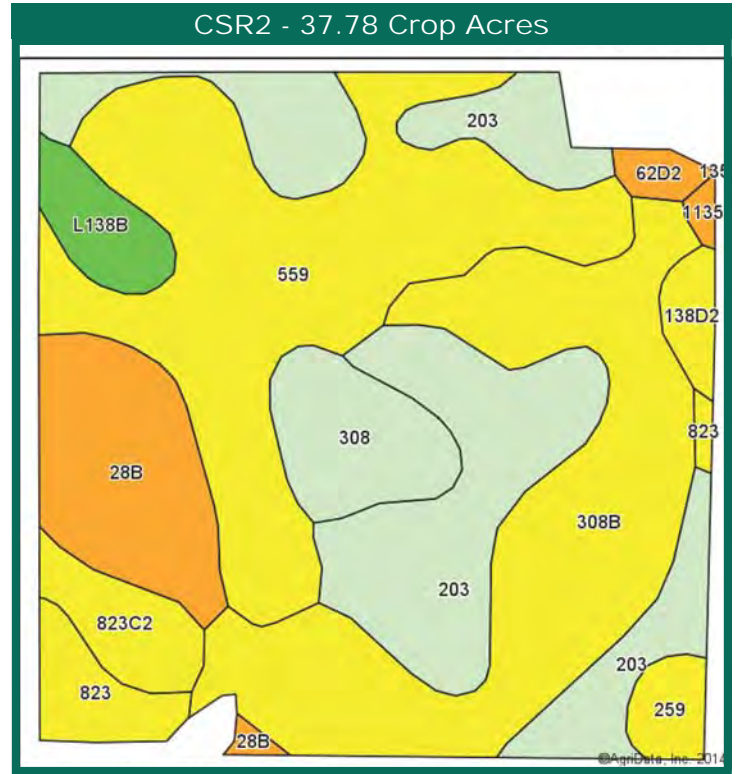 CSR2 - 37.78 Crop Acres
203
62D2
135
1135
L138B
559
138D2
308
823
28B
308B
203
823C2
203
823
259
28B
©AgriData, Inc. 2014